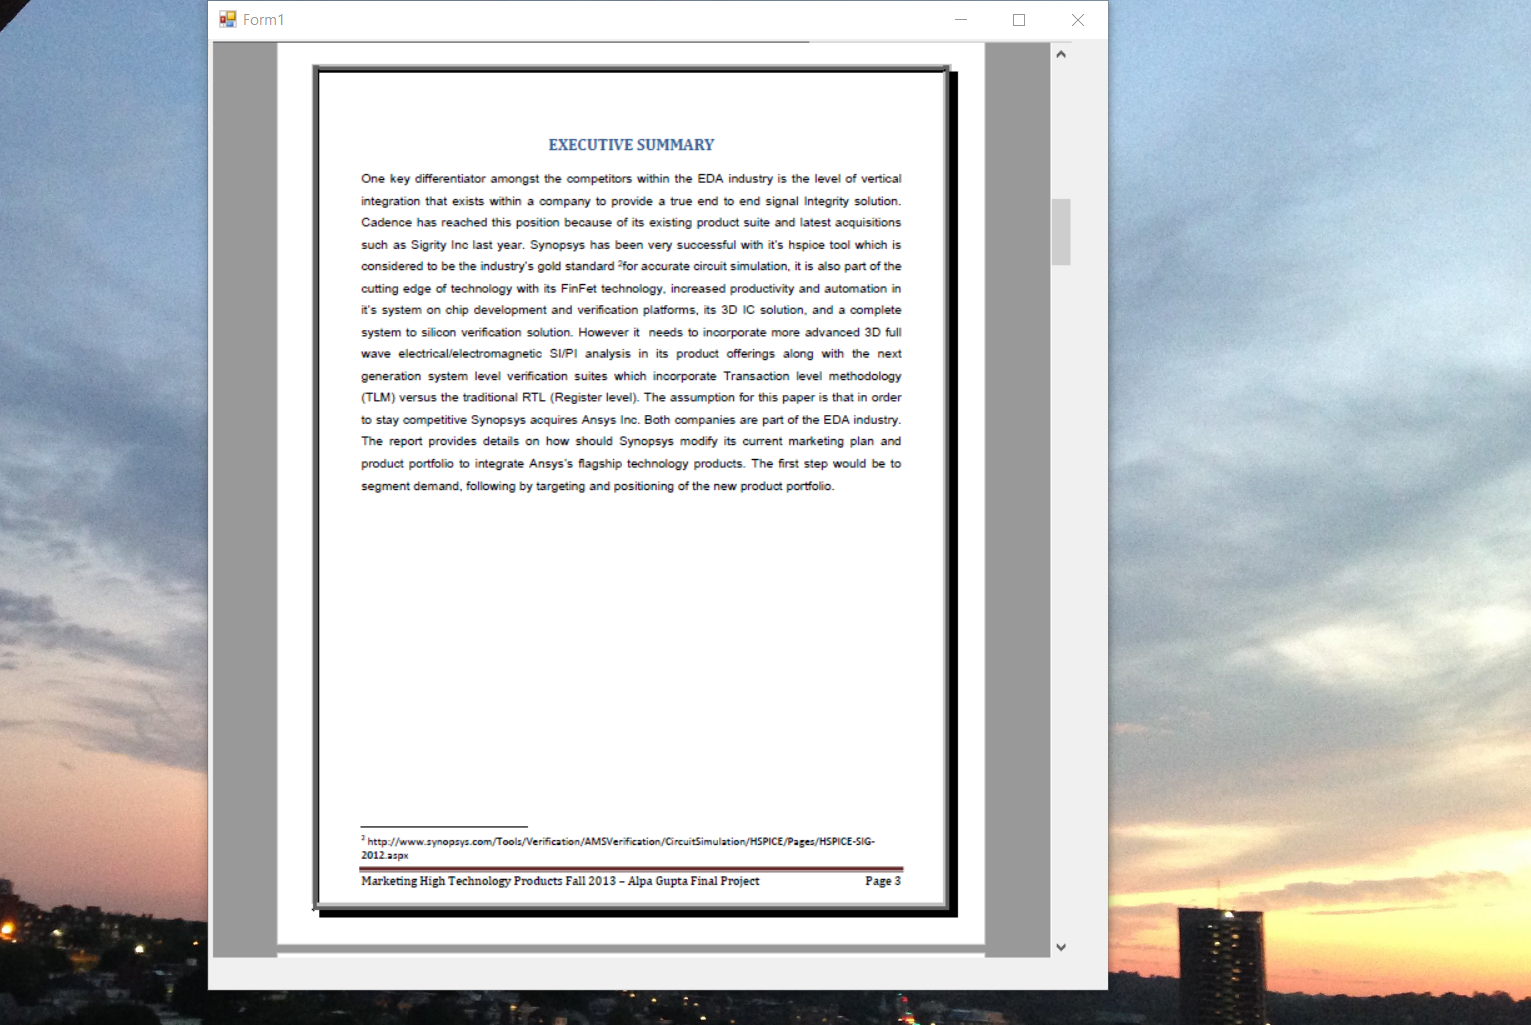 Form1
EXECUTIVE SUMMARY
One key differentiator amongst the competitors within the EDA industry is the level of vertical
integration that exists within a company to provide a true end to end signal Integrity solution.
Cadence has reached this position because of its existing product suite and latest acquisitions
such as Sigrity Inc last year. Synopsys has been very successful with it's hspice tool which is
considered to be the industry's gold standard ²for accurate circuit simulation, it is also part of the
cutting edge of technology with its FinFet technology, increased productivity and automation in
it's system on chip development and verification platforms, its 3D IC solution, and a complete
system to silicon verification solution. However it  needs to incorporate more advanced 3D full
wave electrical/electromagnetic SI/PI analysis in its product offerings along with the next
generation system level verification suites which incorporate Transaction level methodology
(TLM) versus the traditional RTL (Register level). The assumption for this paper is that in order
to stay competitive Synopsys acquires Ansys Inc. Both companies are part of the EDA industry.
The report provides details on how should Synopsys modify its current marketing plan and
product portfolio to integrate Ansys's flagship technology products. The first step would be to
segment demand, following by targeting and positioning of the new product portfolio.
² http://www.synopsys.com/Tools/Verification/AMSVerification/CircuitSimulation/HSPICE/Pages/HSPICE-SIG-
2012.aspx
Marketing High Technology Products Fall 2013 – Alpa Gupta Final Project Page 3